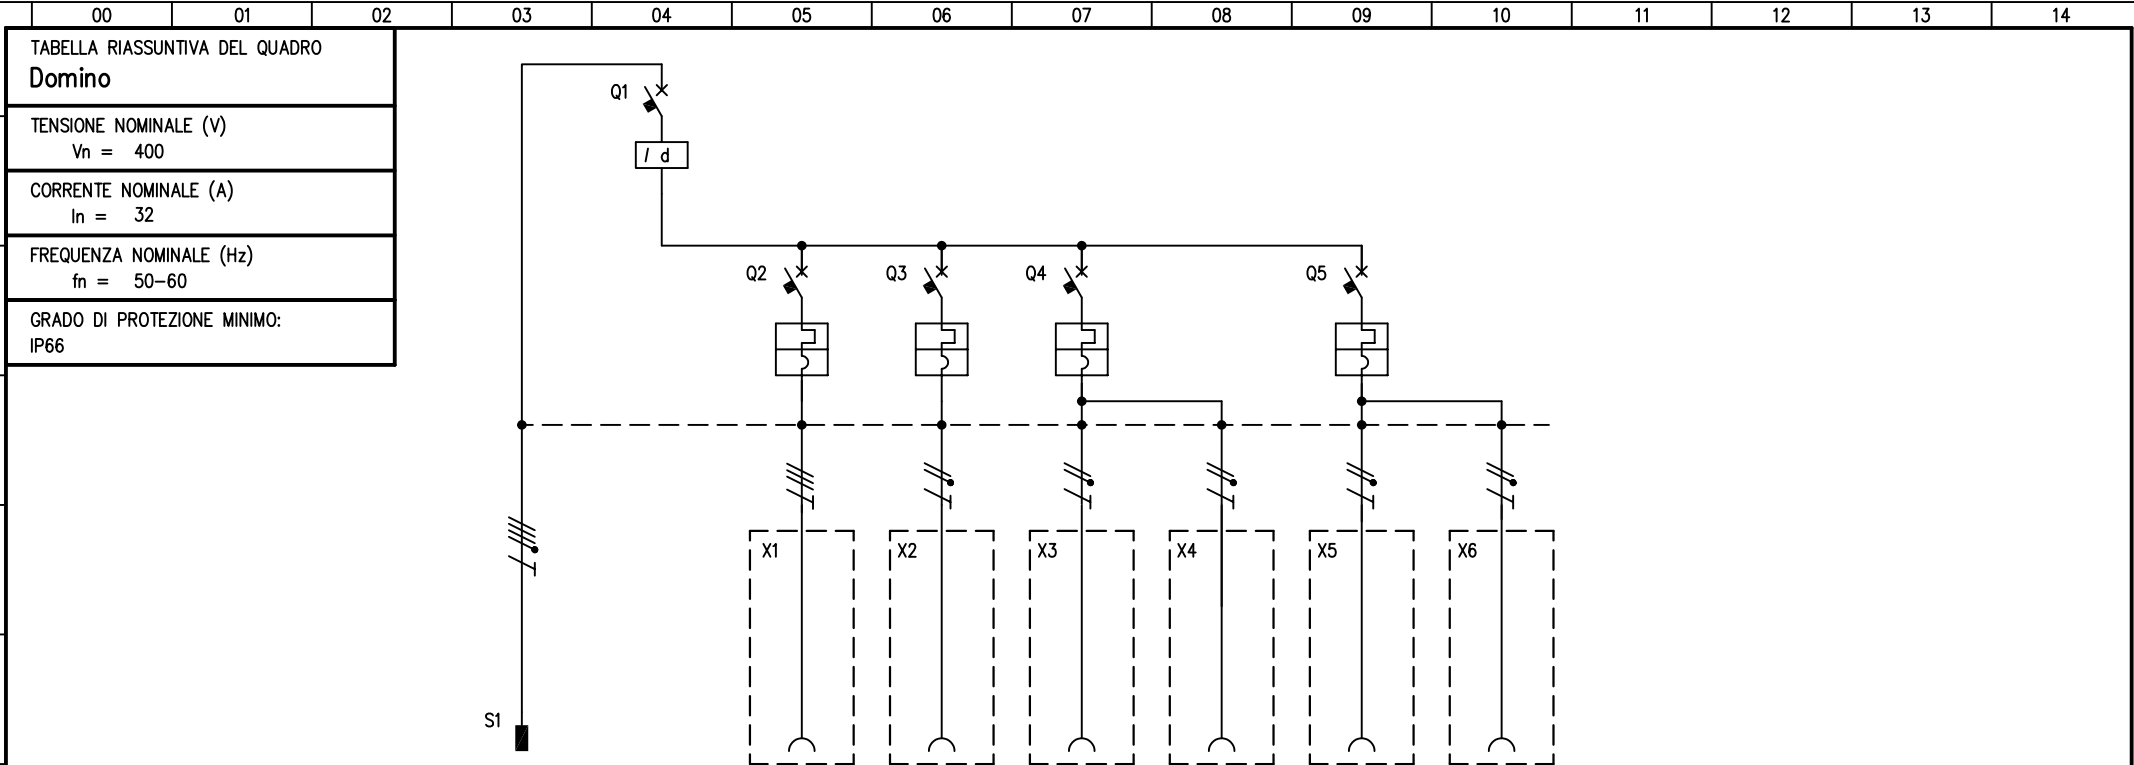 00 01 02 03 04 05 06 07 08 09 10 11 12 13 14
TABELLA RIASSUNTIVA DEL QUADRO
Domino
TENSIONE NOMINALE (V)
Vn = 400
CORRENTE NOMINALE (A)
In = 32
FREQUENZA NOMINALE (Hz)
fn = 50-60
GRADO DI PROTEZIONE MINIMO:
IP66
Q1
I d
Q2 Q3 Q4 Q5
X1 X2 X3 X4 X5 X6
S1